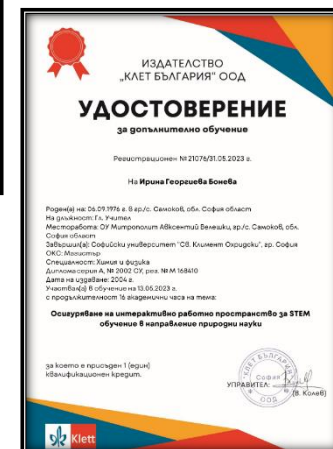 ИЗДАТЕЛСТВО
„КЛЕТ БЪЛГАРИЯ" ООД
УДОСТОВЕРЕНИЕ
за допълнително обучение
Регистрационен № 21076/31.05.2023 г.
На Ирина Георгиева Бонева
Роден(а) на: 06.09.1976 г. в гр./с. Самоков, обл. София област
На длъжност: Гл. Учител
Месторабота: ОУ Митрополит Авксентий Велешки, гр./с. Самоков, обл.
София област
Завършил(а): Софийски университет "Св. Климент Охридски", гр. София
ОКС: Магистър
Специалност: Химия и физика
Диплома серия А, № 2002 СУ, рег. № М 168410
Дата на издаване: 2004 г.
Участвал(а) в обучение на 13.05.2023 г.
с продължителност 16 академични часа на тема:
Осигуряване на интерактивно работно пространство за STEM
обучение в направление природни науки
за което е присъден 1 (един)
квалификационен кредит.
"КЛЕТ БЪЛГАРИЯ"
София
ООД
УПРАВИТЕЛ:
(В. Колев)
Klett